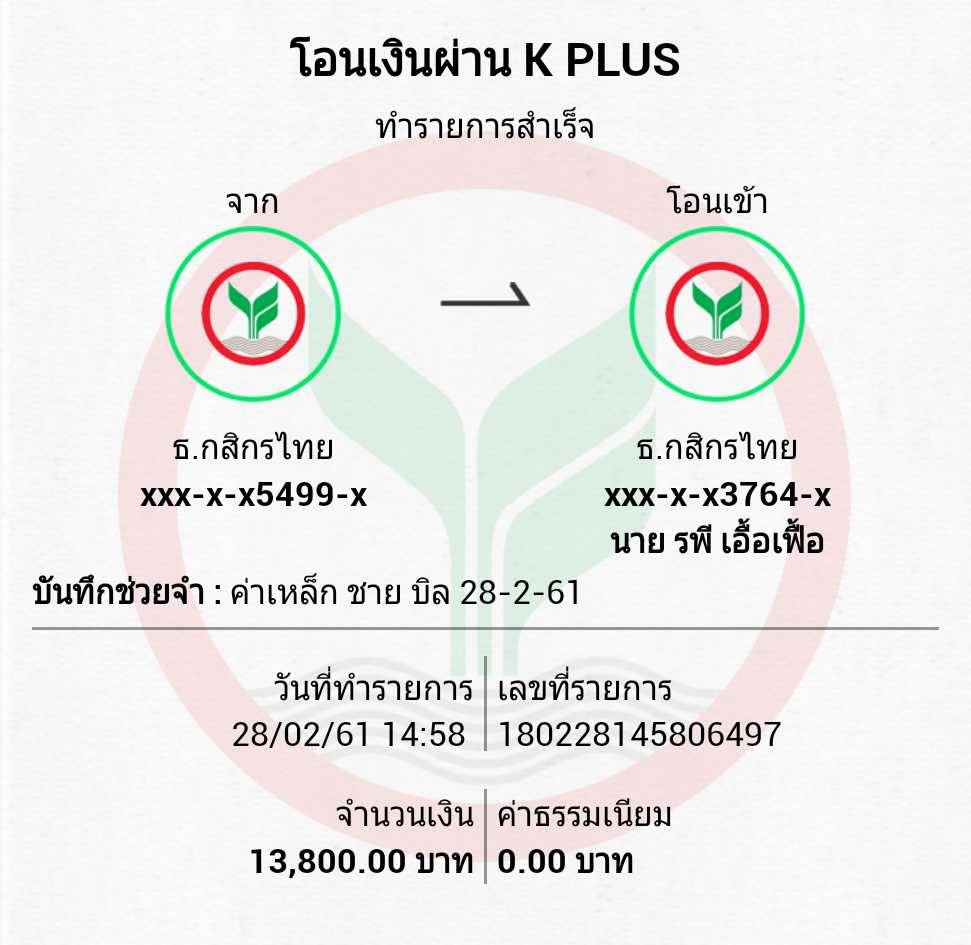 โอนเงินผ่าน K PLUS
ทำรายการสำเร็จ
จาก
โอนเข้า
ธ.กสิกรไทย
xxx-x-x5499-x
ธ.กสิกรไทย
xxx-x-x3764-x
นาย รพี เอื้อเฟื้อ
บันทึกช่วยจำ : ค่าเหล็ก ชาย บิล 28-2-61
วันที่ทำรายการ
28/02/61 14:58
เลขที่รายการ
180228145806497
จำนวนเงิน
13,800.00 บาท
ค่าธรรมเนียม
0.00 บาท